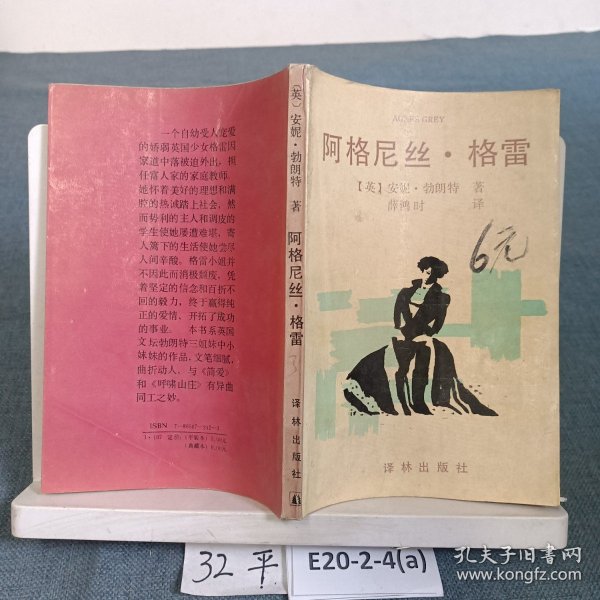 一个自幼受人宠爱
的娇弱英国少女格雷因
家道中落被迫外出，担
任富人家的家庭教师。
她怀着美好的理想和满
腔的热诚踏上社会，然
而势利的主人和调皮的
学生使她屡遭难堪，寄
人篱下的生活使她尝尽
人间辛酸。格雷小姐并
不因此而消极颓废，凭
着坚定的信念和百折不
回的毅力，终于赢得纯
正的爱情、开拓了成功
的事业。 本书系英国
文坛勃朗特三姐妹中小
妹妹的作品，文笔细腻，
曲折动人，与《简爱》
和《呼啸山庄》有异曲
同工之妙。
ISBN
〔英〕安妮·勃朗特 著
阿格尼丝·格雷
译林出版社
AGNES GREY
阿格尼丝·格雷
【英】安妮·勃朗特 著
薛鸿时 译
6元
译林出版社
32平
E20-2-4(a)
孔夫子旧书网
www.kongfz.com